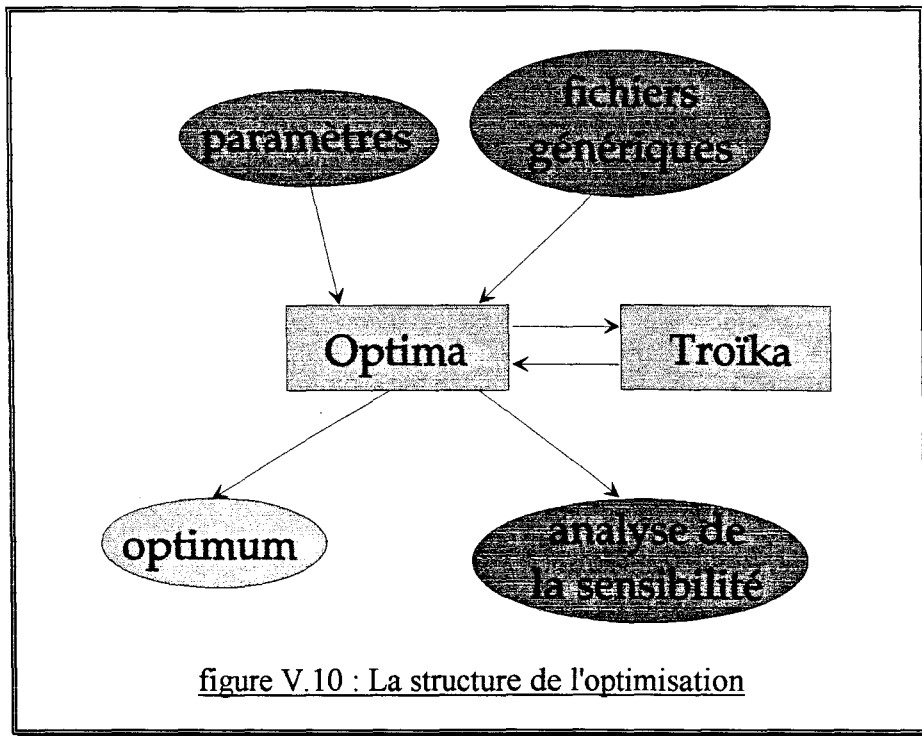 paramètres
fichiers
génériques
Optima
Troïka
optimum
analyse de
la sensibilité
figure V.10 : La structure de l'optimisation